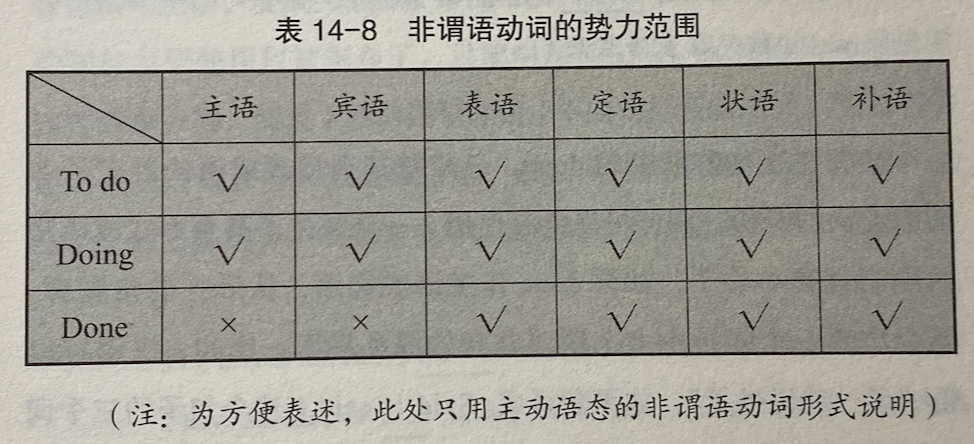 表 14-8 非谓语动词的势力范围
主语 宾语 表语 定语 状语 补语
To do √ √ √ √ √ √
Doing √ √ √ √ √ √
Done × × √ √ √ √
（注：为方便表述，此处只用主动语态的非谓语动词形式说明）